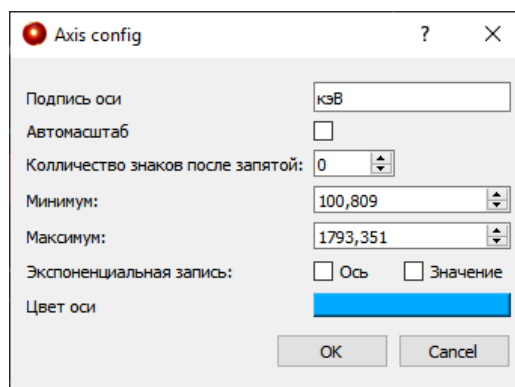 Axis config ?
Подпись оси кэВ
Автомасштаб
Колличество знаков после запятой: 0
Минимум: 100,809
Максимум: 1793,351
Экспоненциальная запись: Ось Значение
Цвет оси
OK Cancel